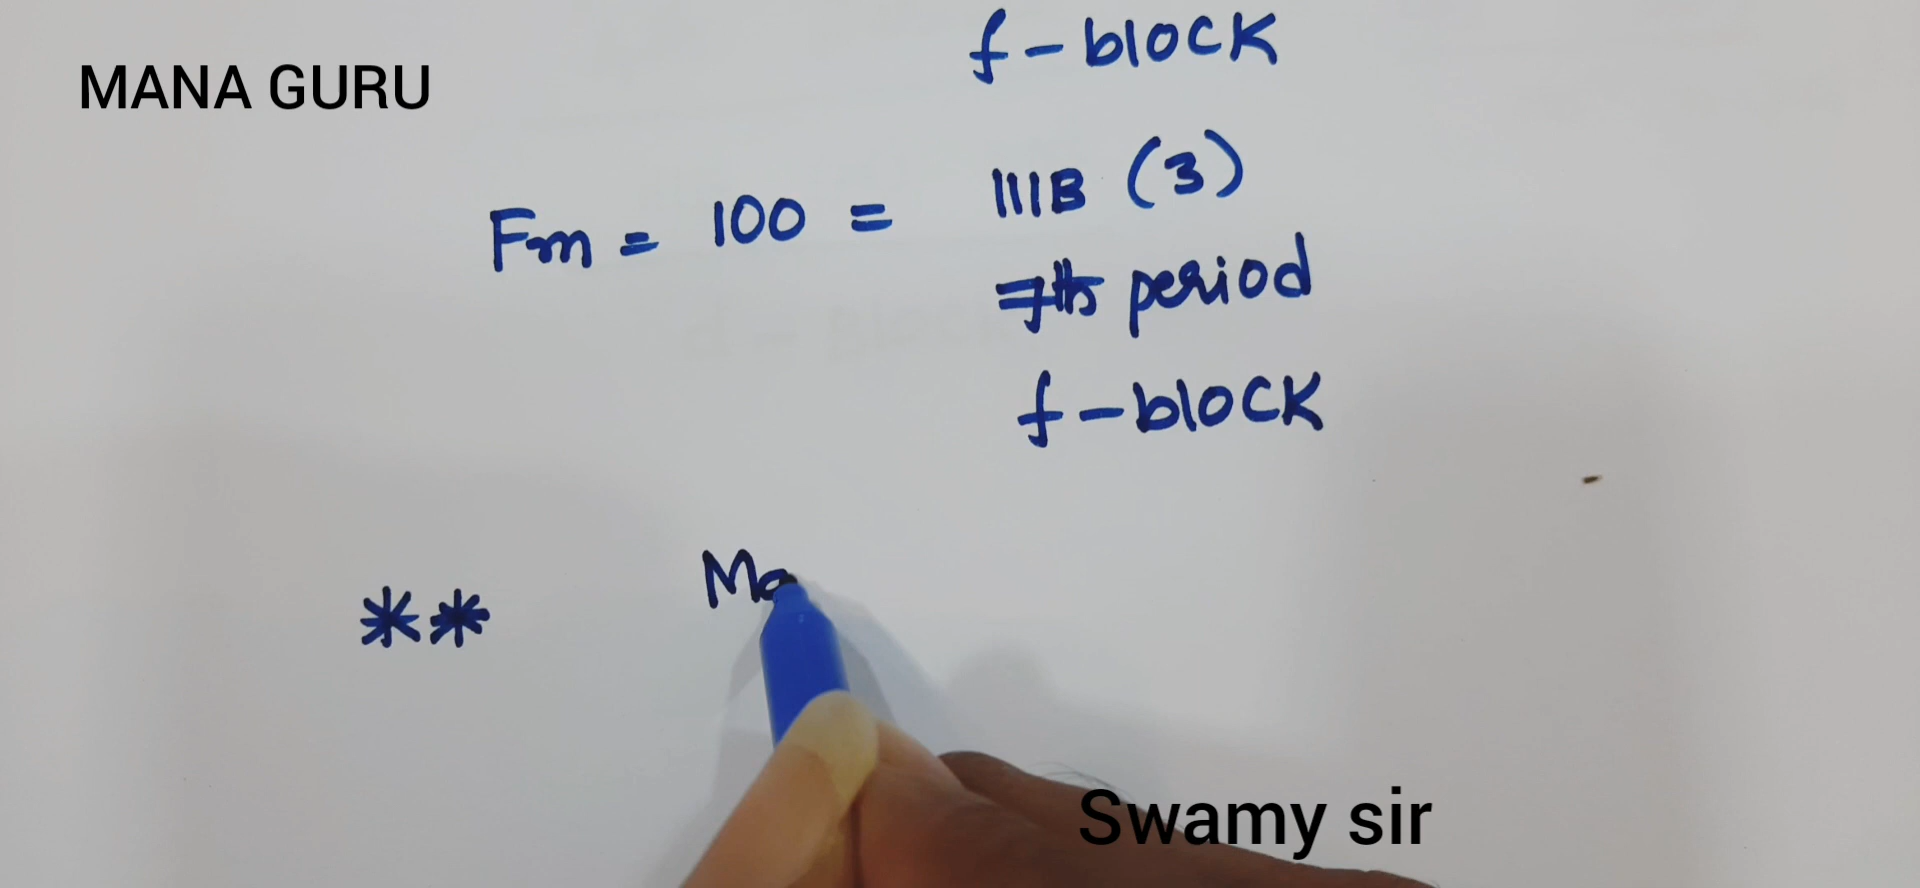 f-block
MANA GURU
Fm = 100 = IIIB (3)
7th period
f-block
** Ma
Swamy sir